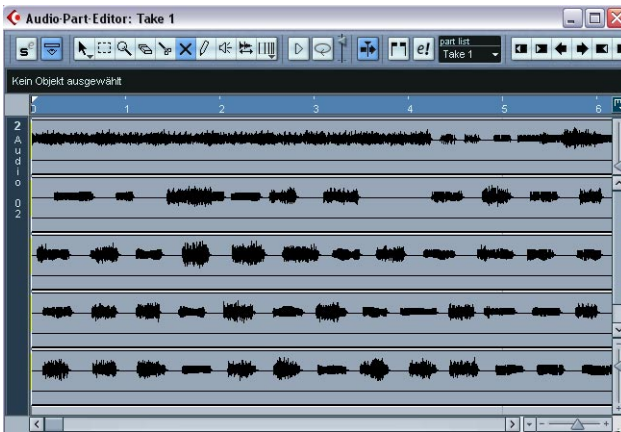 Audio-Part-Editor: Take 1
part list
s e e! Take 1
Kein Objekt ausgewählt
1 2 3 4 5 6
2
Audio 02